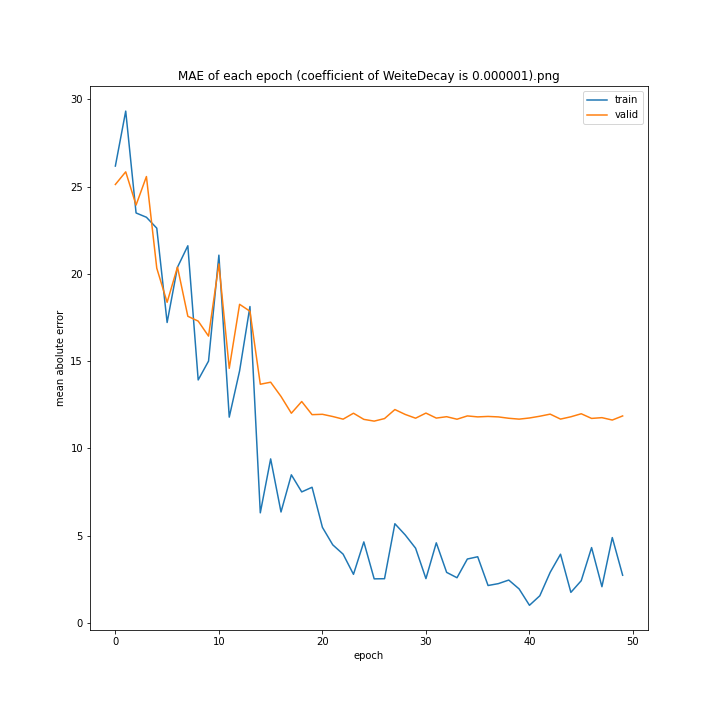 MAE of each epoch (coefficient of WeiteDecay is 0.000001).png
train
valid
30
25
20
15
10
5
0
mean abolute error
0 10 20 30 40 50
epoch